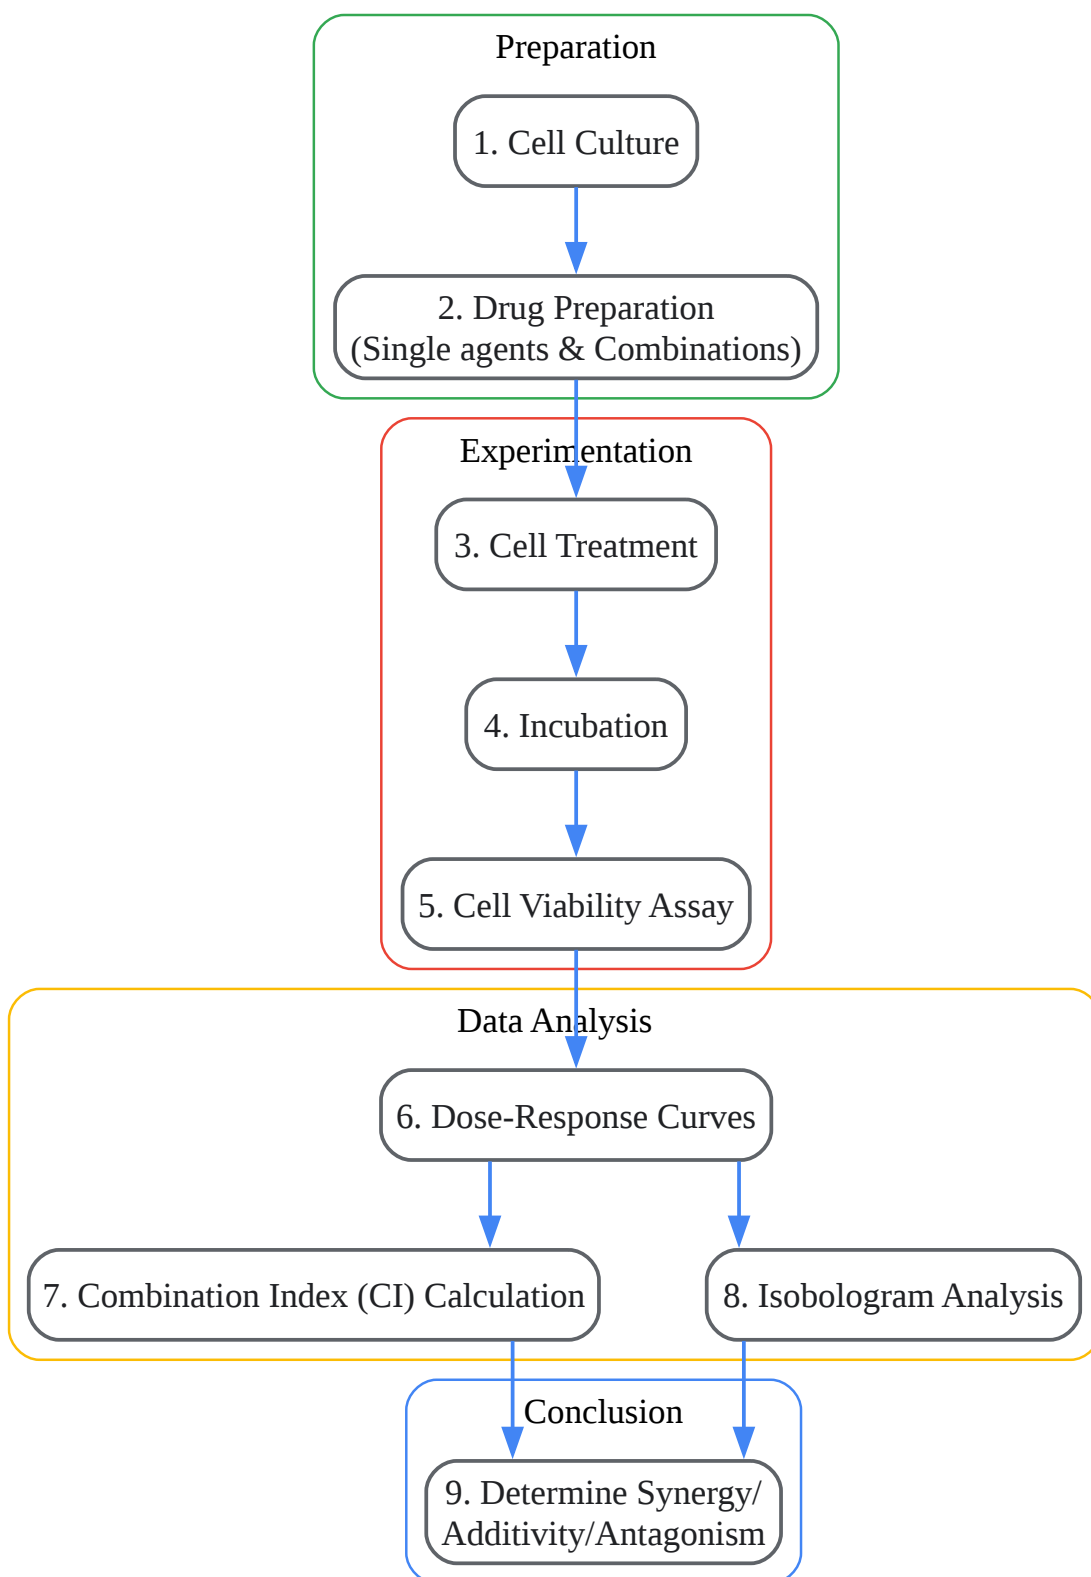 Preparation
1. Cell Culture
2. Drug Preparation
(Single agents & Combinations)
Experimentation
3. Cell Treatment
4. Incubation
5. Cell Viability Assay
Data Analysis
6. Dose-Response Curves
7. Combination Index (CI) Calculation
8. Isobologram Analysis
Conclusion
9. Determine Synergy/
Additivity/Antagonism